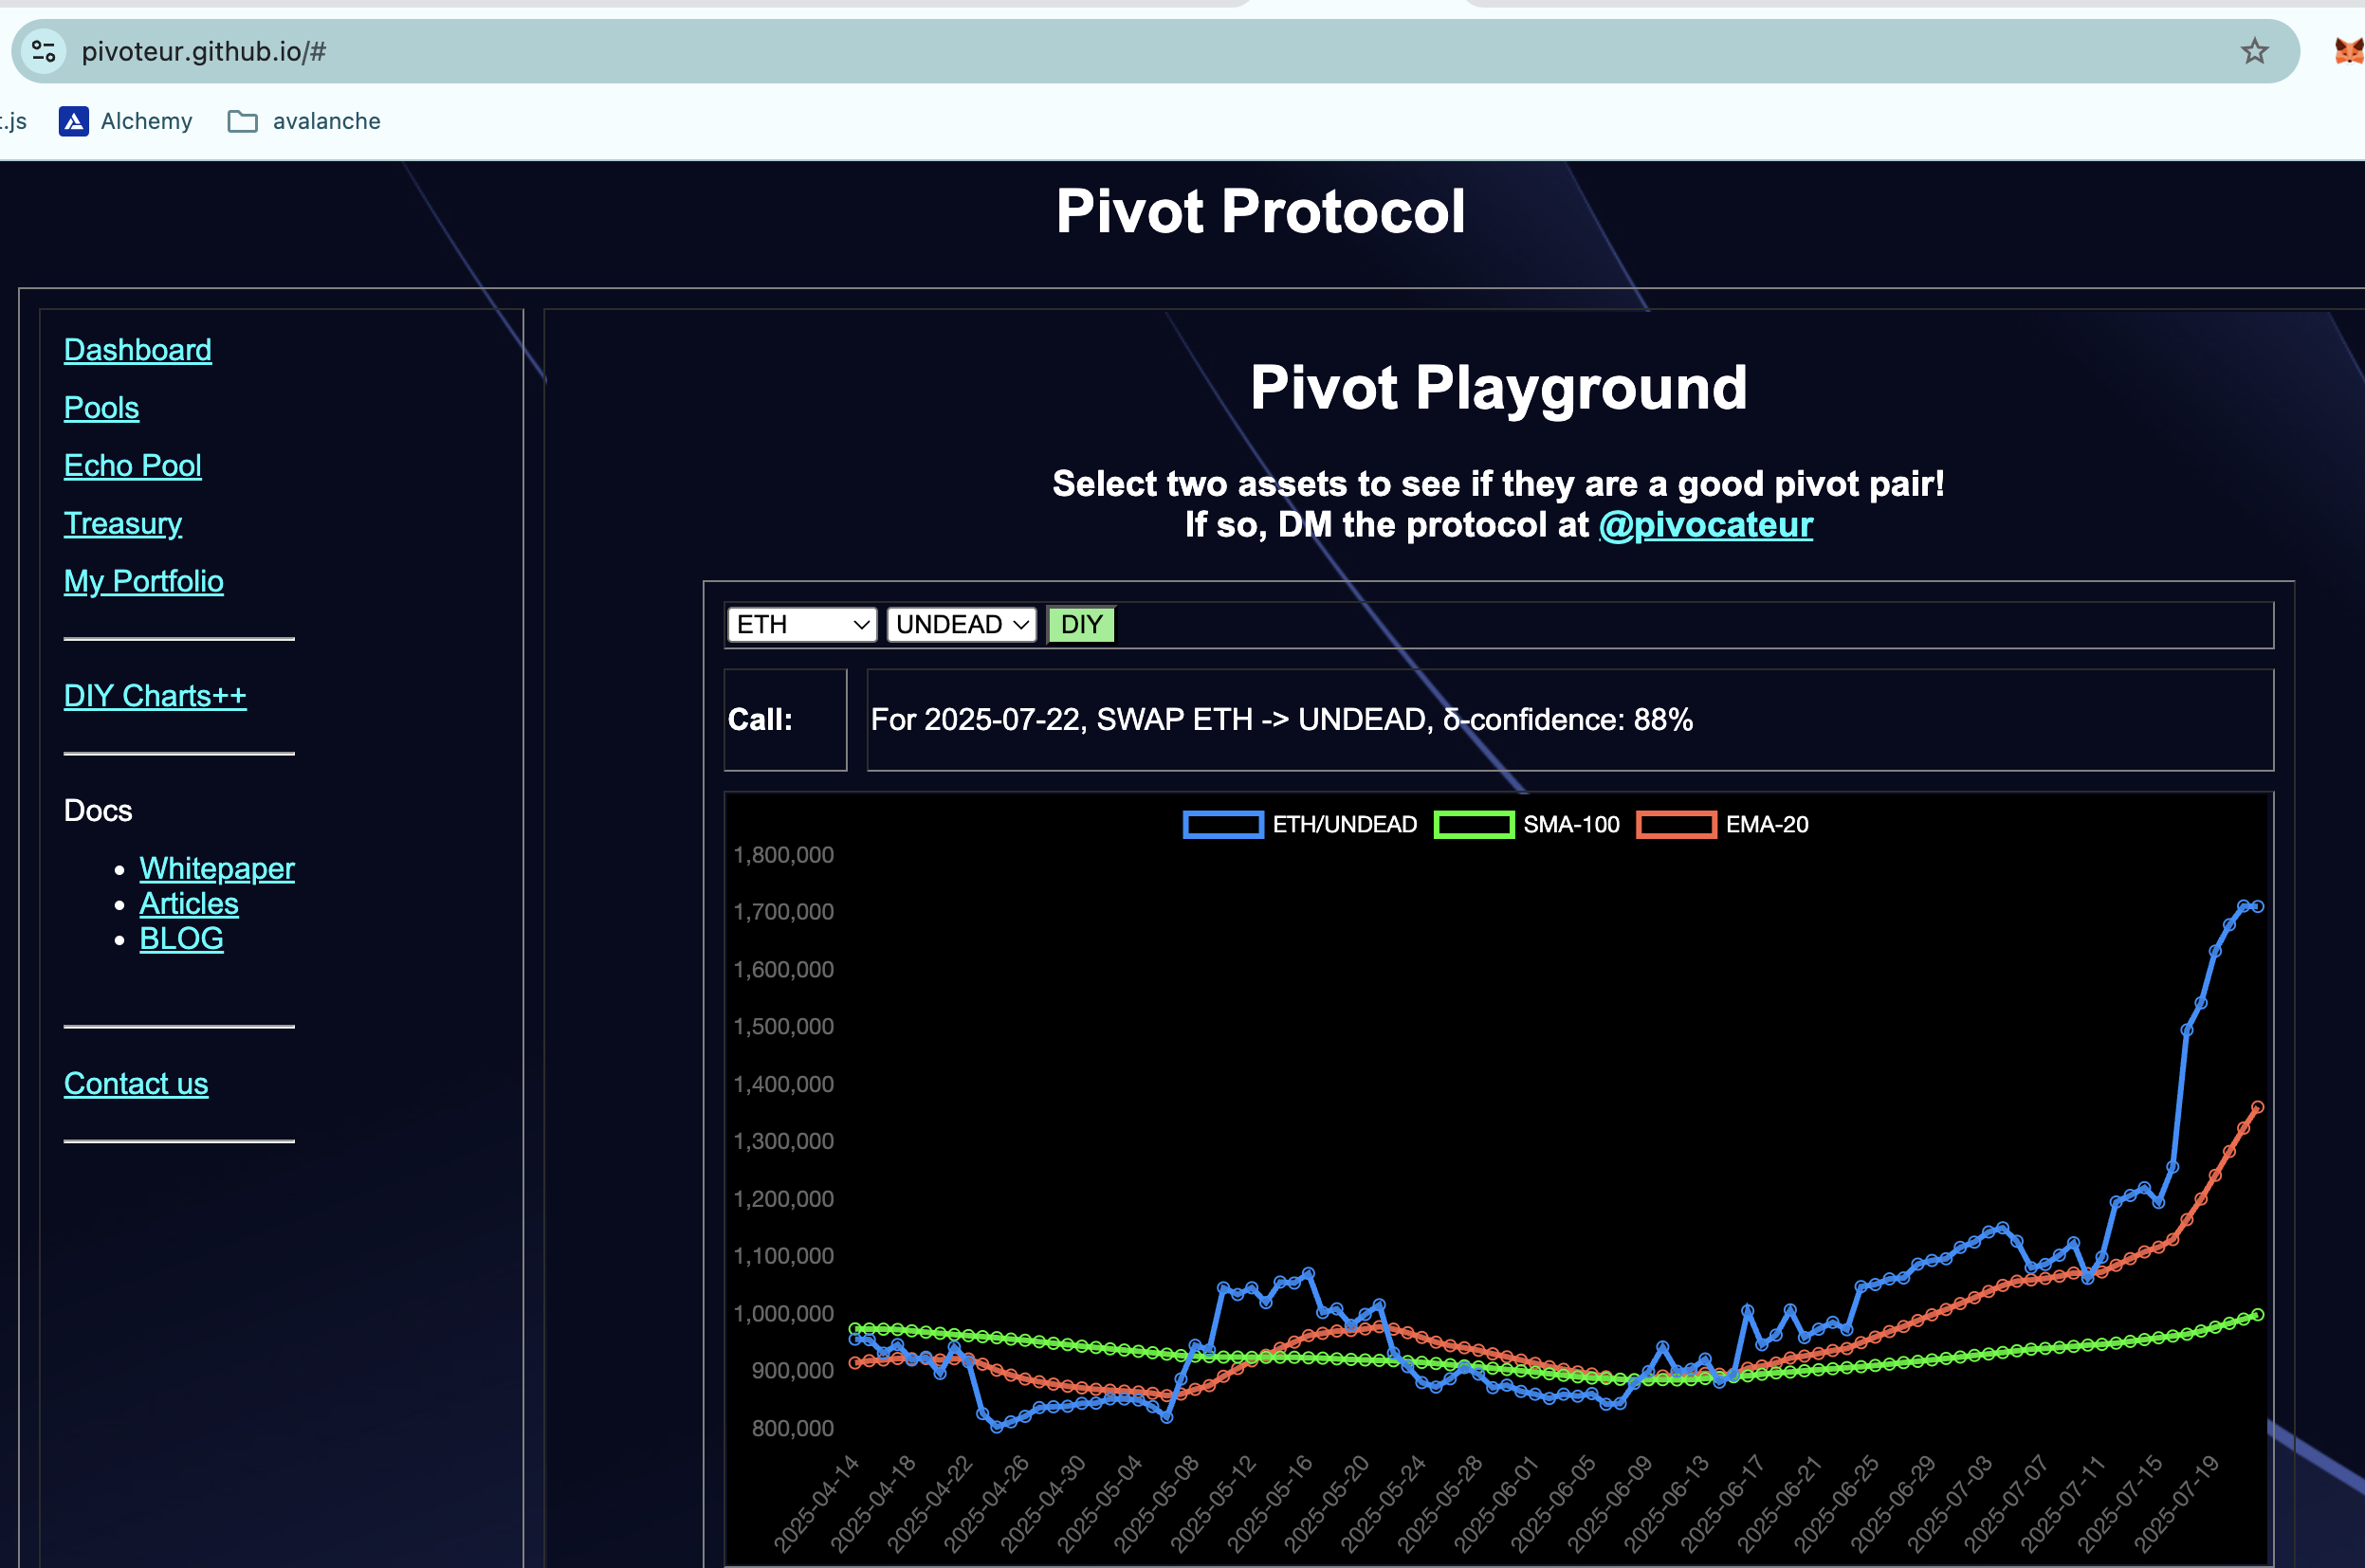 pivoteur.github.io/#
t.js Alchemy avalanche
Pivot Protocol
Dashboard
Pools
Echo Pool
Treasury
My Portfolio
DIY Charts++
Docs
Whitepaper
Articles
BLOG
Contact us
Pivot Playground
Select two assets to see if they are a good pivot pair!
If so, DM the protocol at @pivocateur
ETH UNDEAD DIY
Call: For 2025-07-22, SWAP ETH -> UNDEAD, δ-confidence: 88%
ETH/UNDEAD SMA-100 EMA-20
1,800,000
1,700,000
1,600,000
1,500,000
1,400,000
1,300,000
1,200,000
1,100,000
1,000,000
900,000
800,000
2025-04-14 2025-04-18 2025-04-22 2025-04-26 2025-04-30 2025-05-04 2025-05-08 2025-05-12 2025-05-16 2025-05-20 2025-05-24 2025-05-28 2025-06-01 2025-06-05 2025-06-09 2025-06-13 2025-06-17 2025-06-21 2025-06-25 2025-06-29 2025-07-03 2025-07-07 2025-07-11 2025-07-15 2025-07-19